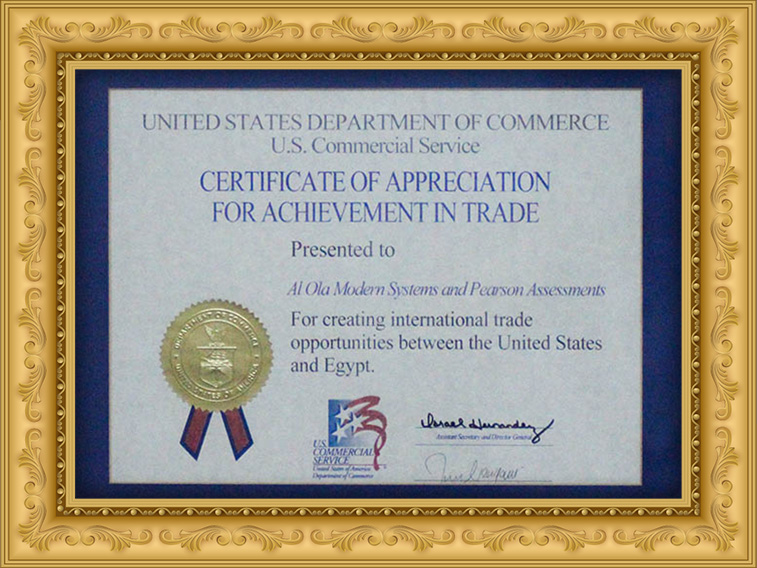 UNITED STATES DEPARTMENT OF COMMERCE
U.S. Commercial Service
CERTIFICATE OF APPRECIATION
FOR ACHIEVEMENT IN TRADE
Presented to
Al Ola Modern Systems and Pearson Assessments
For creating international trade
opportunities between the United States
and Egypt.
DEPARTMENT OF COMMERCE
UNITED STATES OF AMERICA
U.S.
COMMERCIAL
SERVICE
United States of America
Department of Commerce
Israel Hernandez
Assistant Secretary and Director General